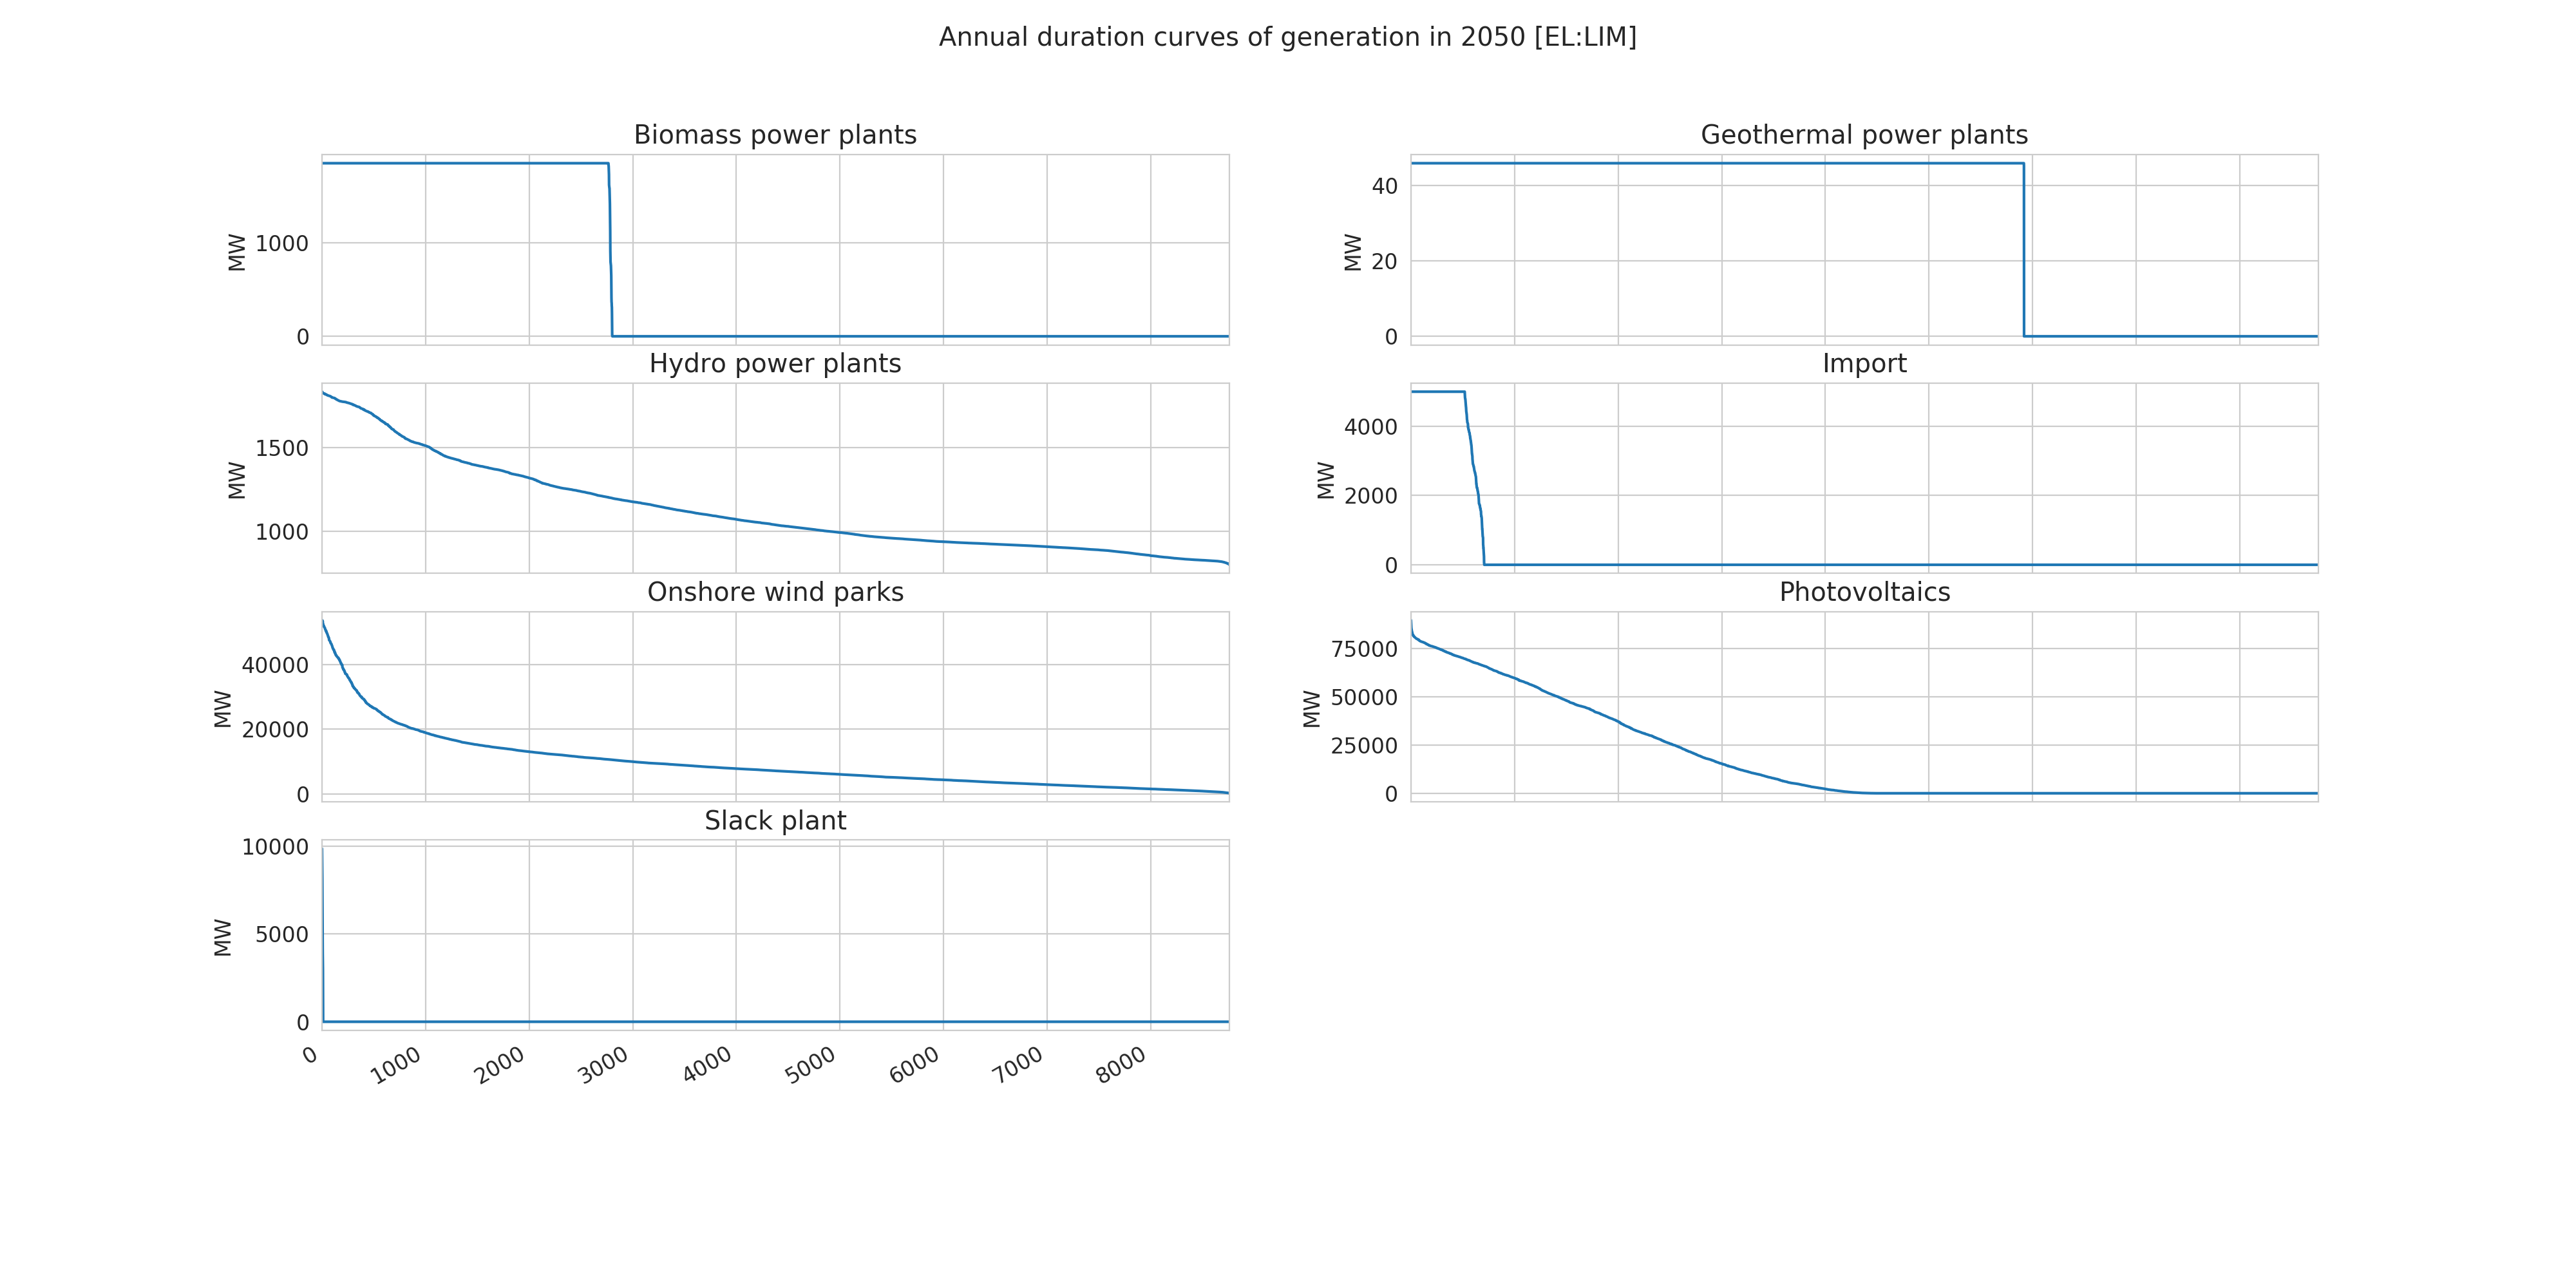 Annual duration curves of generation in 2050 [EL:LIM]
Biomass power plants
MW
1000
0
Geothermal power plants
MW
40
20
0
Hydro power plants
MW
1500
1000
Import
MW
4000
2000
0
Onshore wind parks
MW
40000
20000
0
Photovoltaics
MW
75000
50000
25000
0
Slack plant
MW
10000
5000
0
0 1000 2000 3000 4000 5000 6000 7000 8000